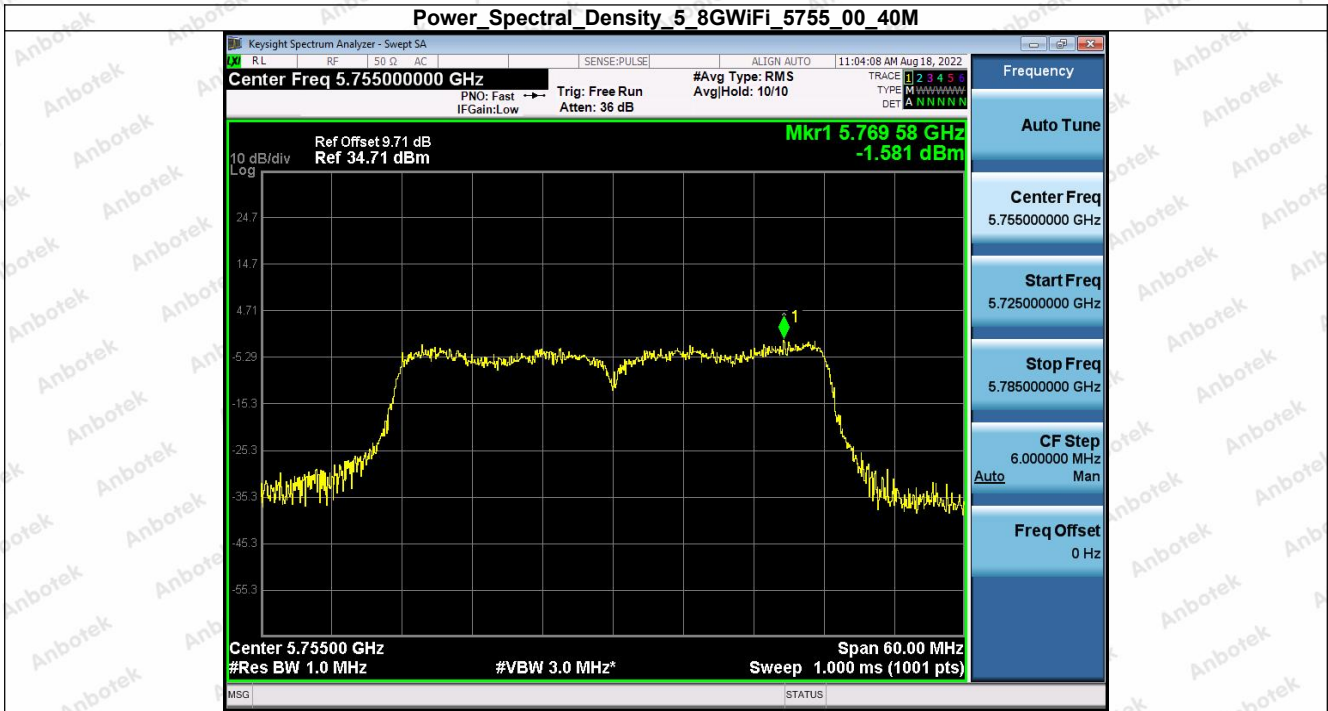 Power_Spectral_Density_5_8GWiFi_5755_00_40M
Keysight Spectrum Analyzer - Swept SA
LXI RL RF 50 Ω AC SENSE:PULSE ALIGN AUTO 11:04:08 AM Aug 18, 2022
Center Freq 5.755000000 GHz
PNO: Fast
IFGain:Low
Trig: Free Run
Atten: 36 dB
#Avg Type: RMS
Avg|Hold: 10/10
TRACE 1 2 3 4 5 6
TYPE M WWWWW
DET A N N N N N
Frequency
Auto Tune
Center Freq
5.755000000 GHz
Start Freq
5.725000000 GHz
Stop Freq
5.785000000 GHz
CF Step
6.000000 MHz
Auto Man
Freq Offset
0 Hz
Mkr1 5.769 58 GHz
-1.581 dBm
Ref Offset 9.71 dB
10 dB/div Ref 34.71 dBm
Log
24.7
14.7
4.71
-5.29
-15.3
-25.3
-35.3
-45.3
-55.3
1
Center 5.75500 GHz Span 60.00 MHz
#Res BW 1.0 MHz #VBW 3.0 MHz* Sweep 1.000 ms (1001 pts)
MSG STATUS
Anbotek